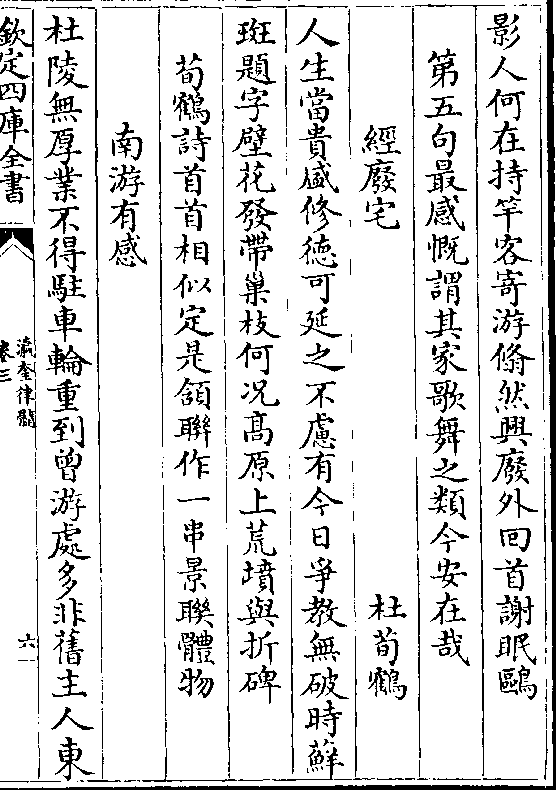 影人何在持竿客寄游翛然興廢外回首謝眠鷗
第五句最感慨謂其家歌舞之類今安在哉
經廢宅 杜荀鶴
人生當貴盛修德可延之不慮有今日爭教無破時蘚
斑題字壁花發帶巢枝何况髙原上荒墳與折碑
荀鶴詩首首相似定是頷聯作一串景聯體物
南游有感
杜陵無厚業不得駐車輪重到曾游處多非舊主人東
欽定四庫全書
瀛奎律髓
卷三
六